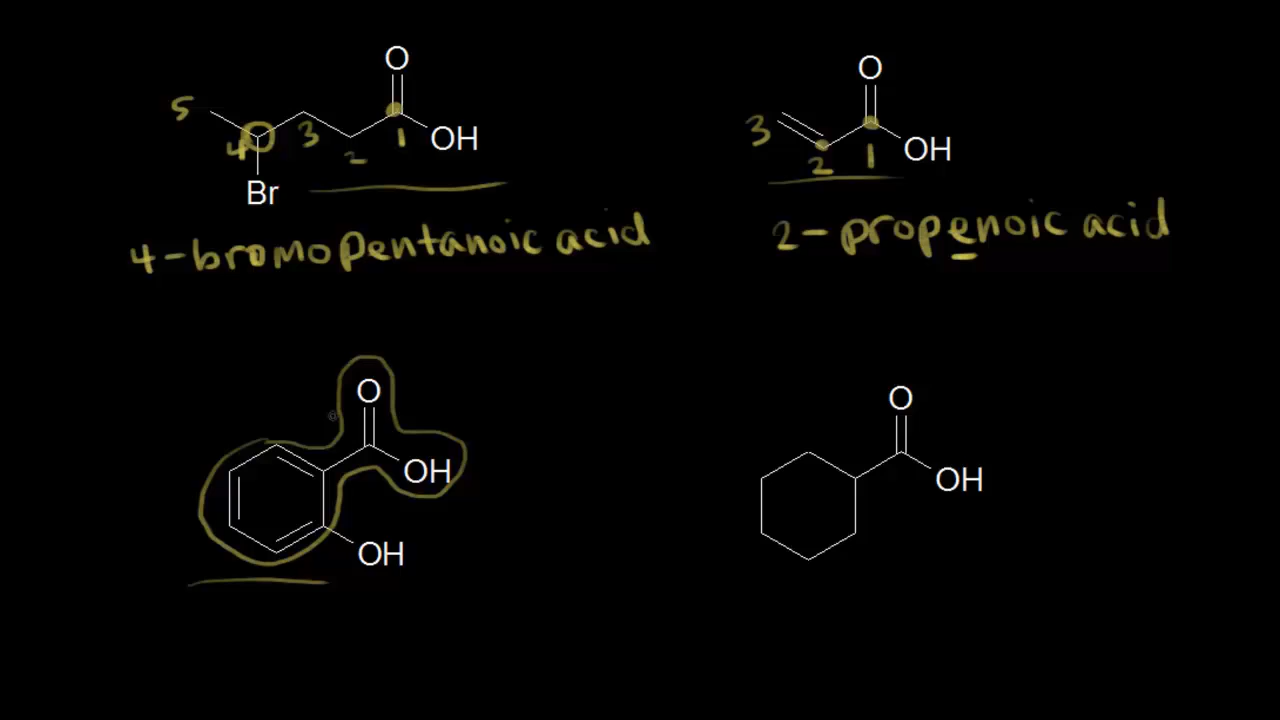 O O
5 4 3 2 1 OH 3 2 1 OH
Br
4-bromopentanoic acid 2-propenoic acid
O O
OH OH
OH